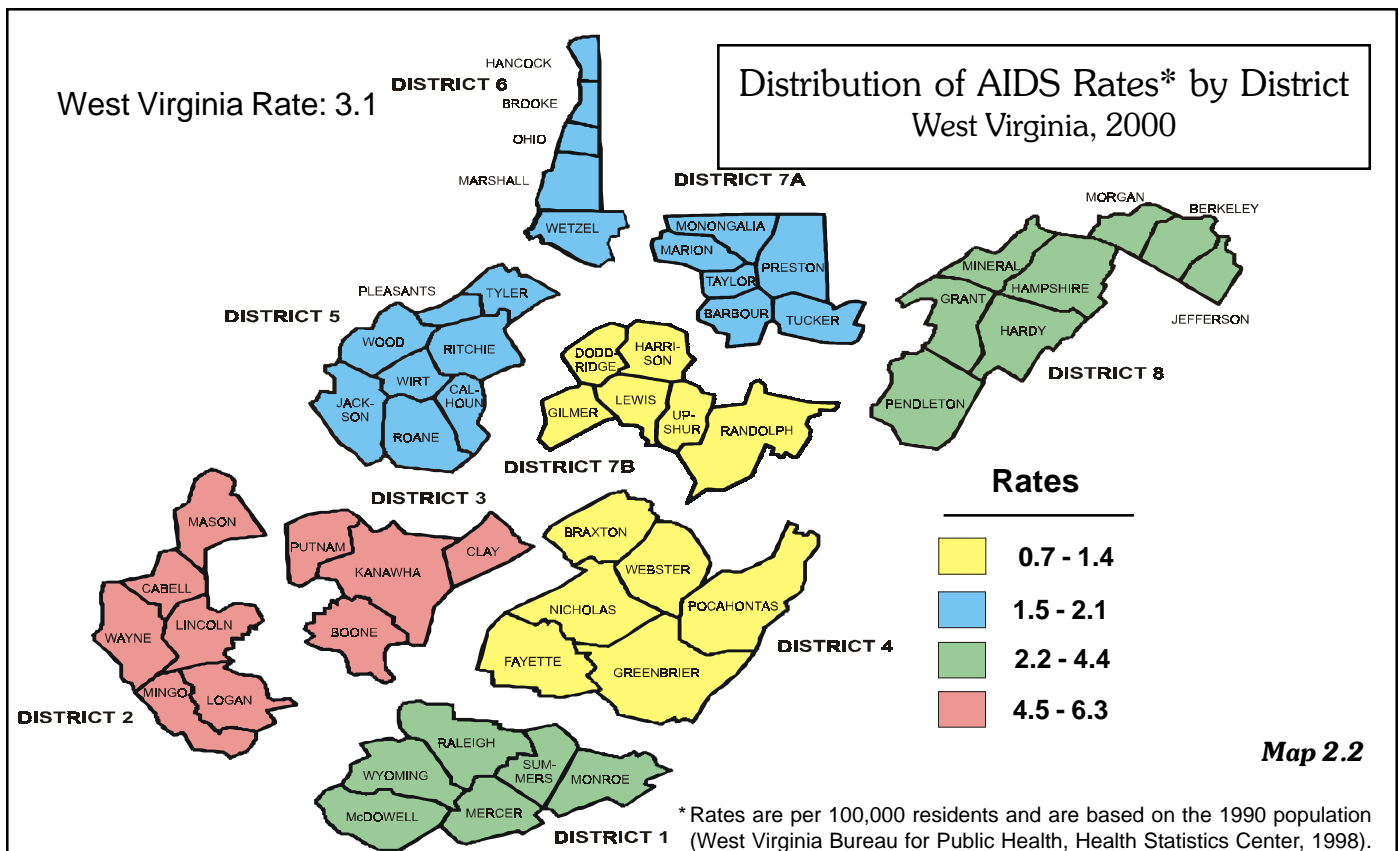 West Virginia Rate: 3.1
Distribution of AIDS Rates* by District
West Virginia, 2000
HANCOCK
DISTRICT 6
BROOKE
OHIO
MARSHALL
WETZEL
DISTRICT 7A
MONONGALIA
MARION
PRESTON
TAYLOR
BARBOUR
TUCKER
MORGAN
BERKELEY
MINERAL
HAMPSHIRE
GRANT
JEFFERSON
HARDY
DISTRICT 8
PENDLETON
PLEASANTS
TYLER
DISTRICT 5
WOOD
RITCHIE
WIRT
CAL-
HOUN
JACK-
SON
ROANE
DODD-
RIDGE
HARRI-
SON
GILMER
LEWIS
UP-
SHUR
RANDOLPH
DISTRICT 7B
DISTRICT 3
MASON
PUTNAM
KANAWHA
CLAY
CABELL
WAYNE
LINCOLN
BOONE
MINGO
LOGAN
DISTRICT 2
BRAXTON
WEBSTER
NICHOLAS
POCAHONTAS
FAYETTE
GREENBRIER
DISTRICT 4
RALEIGH
WYOMING
SUM-
MERS
MONROE
McDOWELL
MERCER
DISTRICT 1
Rates
0.7 - 1.4
1.5 - 2.1
2.2 - 4.4
4.5 - 6.3
Map 2.2
*Rates are per 100,000 residents and are based on the 1990 population
(West Virginia Bureau for Public Health, Health Statistics Center, 1998).